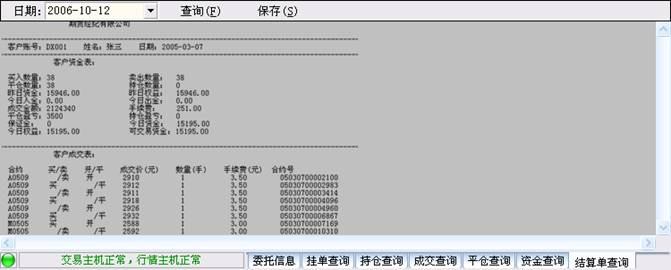 日期: 2006-10-12 查询(F) 保存(S)
期货经纪有限公司
客户账号: DX001 姓名: 张三 日期: 2005-03-07
客户资金表:
买入数量: 38 卖出数量: 38
平仓数量: 38 持仓数量: 0
昨日资金: 15946.00 昨日权益: 15946.00
今日入金: 0.00 今日出金: 0.00
成交金额: 2124340 手续费: 251.00
平仓盈亏: 3500 持仓盈亏: 0
保证金: 0 今日资金: 15195.00
今日权益: 15195.00 可交易资金: 15195.00
客户成交表:
合约 买/卖 开/平 成交价(元) 数量(手) 手续费(元) 合约号
A0509 /卖 开 2910 1 3.50 05030700002100
A0509 买 /平 2912 1 3.50 05030700002983
A0509 /卖 开 2911 1 3.50 05030700003414
A0509 买 /平 2918 1 3.50 05030700004096
A0509 /卖 开 2926 1 3.50 05030700004960
A0509 买 /平 2932 1 3.50 05030700006867
M0505 /卖 开 2588 1 3.00 05030700007169
M0505 买 /平 2592 1 3.00 05030700010310
交易主机正常,行情主机正常 委托信息 挂单查询 持仓查询 成交查询 平仓查询 资金查询 结算单查询